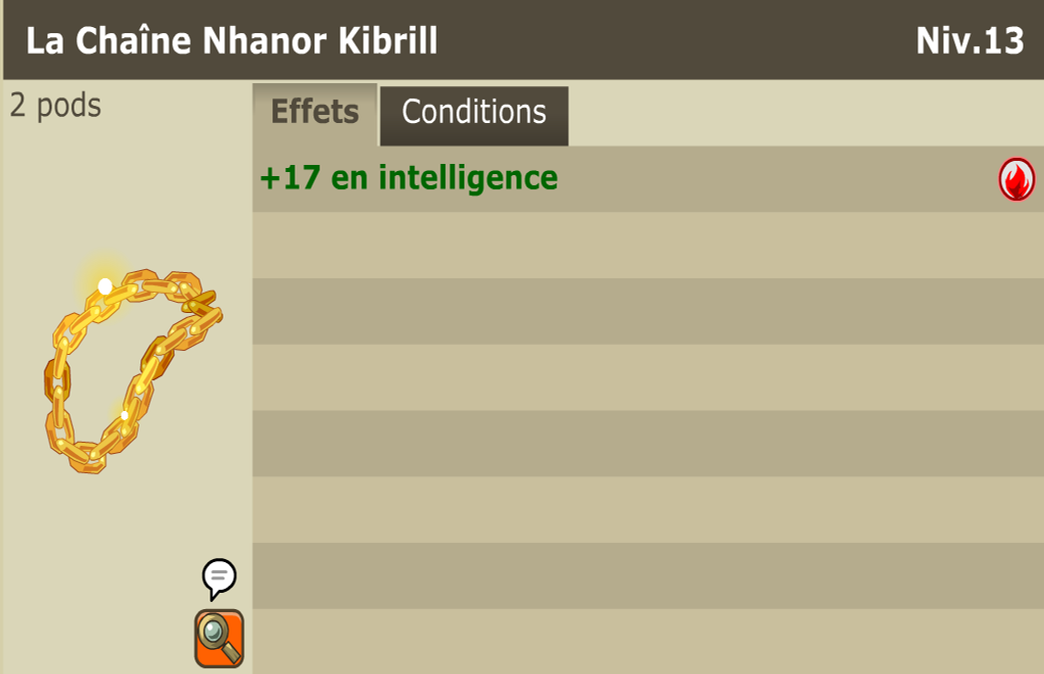 La Chaîne Nhanor Kibrill
Niv.13
2 pods
Effets
Conditions
+17 en intelligence